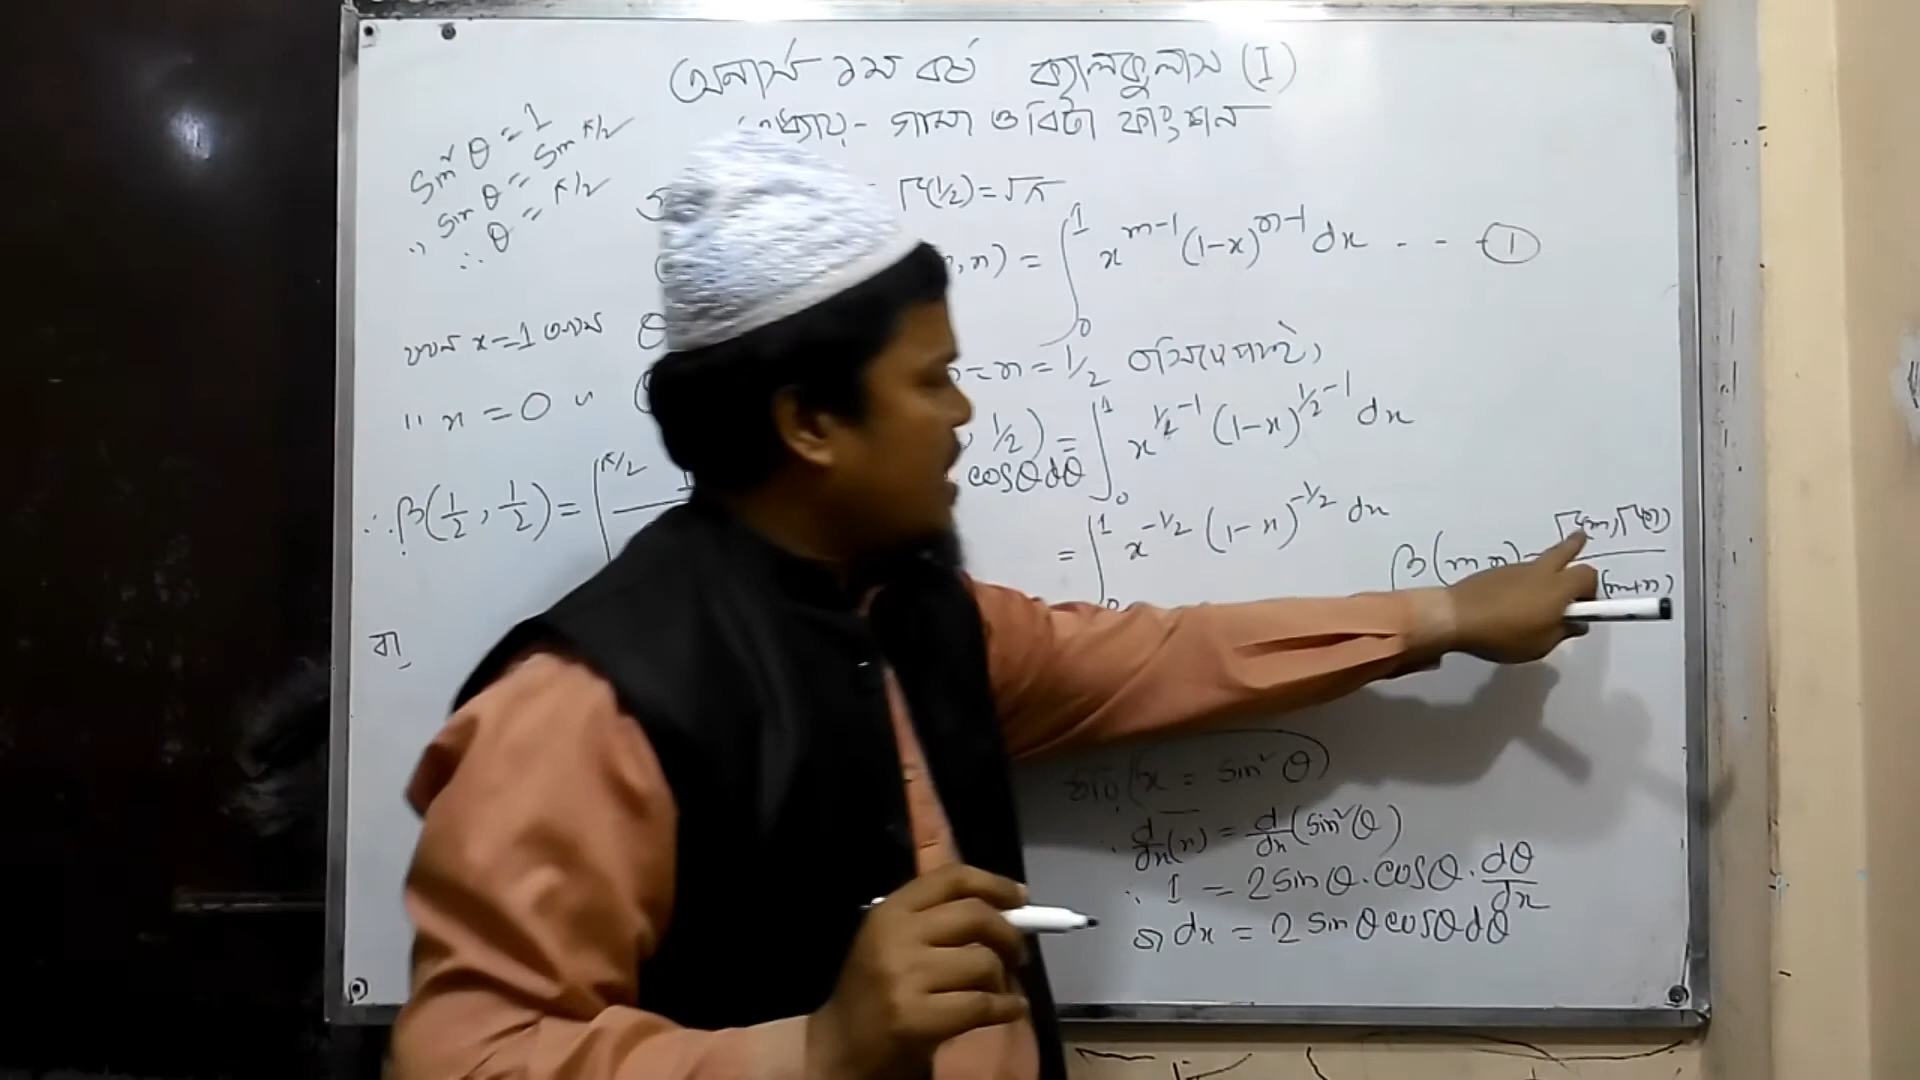 অনার্স ১ম বর্ষ ক্যালকুলাস (I)
অধ্যায়- গামা ও বিটা ফাংশন
sin²θ = 1
sinθ = sin π/2
∴ θ = π/2
Γ(1/2) = √π
, n) = ∫₀¹ x^(m-1) (1-x)^(n-1) dx - - - ①
যখন x = 1 তখন θ
= n = 1/2 বসিয়ে পাই,
" x = 0 "
1/2) = ∫₀¹ x^(1/2 -1) (1-x)^(1/2 -1) dx
∴ β(1/2, 1/2) = ∫^(π/2) 1
cosθ dθ
= ∫₀¹ x^(-1/2) (1-x)^(-1/2) dx
β(m,n) = Γ(m)Γ(n) / (m+n)
বা,
ধরি (x = sin²θ)
∴ d/dx(x) = d/dx(sin²θ)
∴ 1 = 2 sinθ.cosθ. dθ/dx
বা dx = 2 sinθ cosθ dθ